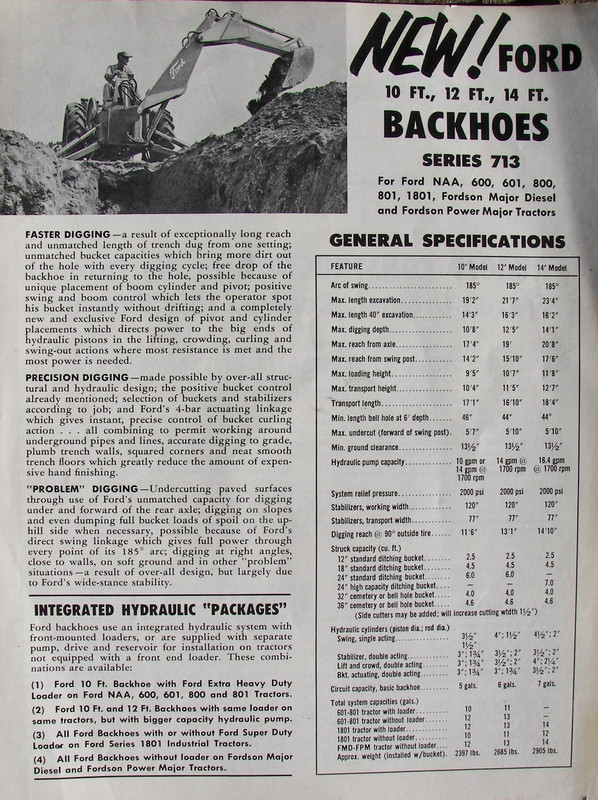 Ford
NEW! FORD
10 FT., 12 FT., 14 FT.
BACKHOES
SERIES 713
For Ford NAA, 600, 601, 800,
801, 1801, Fordson Major Diesel
and Fordson Power Major Tractors
FASTER DIGGING—a result of exceptionally long reach
and unmatched length of trench dug from one setting;
unmatched bucket capacities which bring more dirt out
of the hole with every digging cycle; free drop of the
backhoe in returning to the hole, possible because of
unique placement of boom cylinder and pivot; positive
swing and boom control which lets the operator spot
his bucket instantly without drifting; and a completely
new and exclusive Ford design of pivot and cylinder
placements which directs power to the big ends of
hydraulic pistons in the lifting, crowding, curling and
swing-out actions where most resistance is met and the
most power is needed.
PRECISION DIGGING—made possible by over-all struc-
tural and hydraulic design; the positive bucket control
already mentioned; selection of buckets and stabilizers
according to job; and Ford's 4-bar actuating linkage
which gives instant, precise control of bucket curling
action . . . all combining to permit working around
underground pipes and lines, accurate digging to grade,
plumb trench walls, squared corners and neat smooth
trench floors which greatly reduce the amount of expen-
sive hand finishing.
"PROBLEM" DIGGING—Undercutting paved surfaces
through use of Ford's unmatched capacity for digging
under and forward of the rear axle; digging on slopes
and even dumping full bucket loads of spoil on the up-
hill side when necessary, possible because of Ford's
direct swing linkage which gives full power through
every point of its 185° arc; digging at right angles,
close to walls, on soft ground and in other "problem"
situations—a result of over-all design, but largely due
to Ford's wide-stance stability.
INTEGRATED HYDRAULIC "PACKAGES"
Ford backhoes use an integrated hydraulic system with
front-mounted loaders, or are supplied with separate
pump, drive and reservoir for installation on tractors
not equipped with a front end loader. These combi-
nations are available:
(1) Ford 10 Ft. Backhoe with Ford Extra Heavy Duty
Loader on Ford NAA, 600, 601, 800 and 801 Tractors.
(2) Ford 10 Ft. and 12 Ft. Backhoes with same loader on
same tractors, but with bigger capacity hydraulic pump.
(3) All Ford Backhoes with or without Ford Super Duty
Loader on Ford Series 1801 Industrial Tractors.
(4) All Ford Backhoes without loader on Fordson Major
Diesel and Fordson Power Major Tractors.
GENERAL SPECIFICATIONS
FEATURE 10' Model 12' Model 14' Model
Arc of swing 185° 185° 185°
Max. length excavation 19'2" 21'7" 23'4"
Max. length 40" excavation 14'3" 16'3" 16'2"
Max. digging depth 10'8" 12'5" 14'1"
Max. reach from axle 17'4" 19' 20'8"
Max. reach from swing post 14'2" 15'10" 17'6"
Max. loading height 9'5" 10'7" 11'8"
Max. transport height 10'4" 11'5" 12'7"
Transport length 17'1" 16'10" 18'4"
Min. length bell hole at 6' depth 46" 44" 44"
Max. undercut (forward of swing post) 5'7" 5'10" 5'10"
Min. ground clearance 13½" 13½" 13½"
Hydraulic pump capacity 10 gpm or 14 gpm @ 16.4 gpm
14 gpm @ 1700 rpm @ 1700 rpm
1700 rpm
System relief pressure 2000 psi 2000 psi 2000 psi
Stabilizers, working width 120" 120" 120"
Stabilizers, transport width 77" 77" 77"
Digging reach @ 90° outside tire 11'6" 13'1" 14'10"
Struck capacity (cu. ft.)
12" standard ditching bucket 2.5 2.5 2.5
18" standard ditching bucket 4.5 4.5 4.5
24" standard ditching bucket 6.0 6.0 —
24" high capacity ditching bucket — — 7.0
32" cemetery or bell hole bucket 4.0 4.0 4.0
36" cemetery or bell hole bucket 4.6 4.6 4.6
(Side cutters may be added; will increase cutting width 1½")
Hydraulic cylinders (piston dia.; rod dia.)
Swing, single acting 3½" 4"; 1½" 4½"; 2"
1½"
Stabilizer, double acting 3"; 1¾" 3½"; 2" 3½"; 2"
Lift and crowd, double acting 3"; 1¾" 3½"; 2" 4"; 2¼"
Bkt. actuating, double acting 3"; 1¾" 3"; 1¾" 3½"; 2"
Circuit capacity, basic backhoe 5 gals. 6 gals. 7 gals.
Total system capacities (gals.)
601-801 tractor with loader 10 11 —
601-801 tractor without loader 12 13 —
1801 tractor with loader 12 13 14
1801 tractor without loader 10 11 12
FMD-FPM tractor without loader 12 13 14
Approx. weight (installed w/bucket) 2397 lbs. 2685 lbs. 2905 lbs.